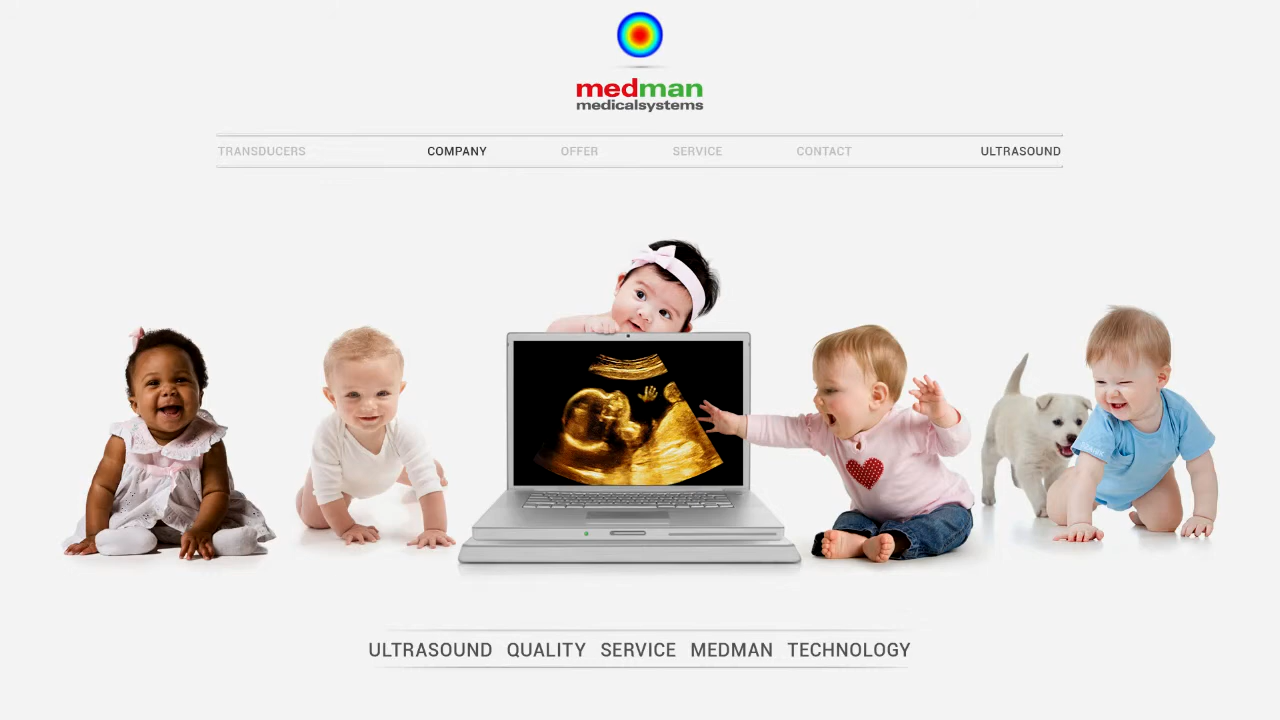 medman
medicalsystems
TRANSDUCERS COMPANY OFFER SERVICE CONTACT ULTRASOUND
ULTRASOUND QUALITY SERVICE MEDMAN TECHNOLOGY